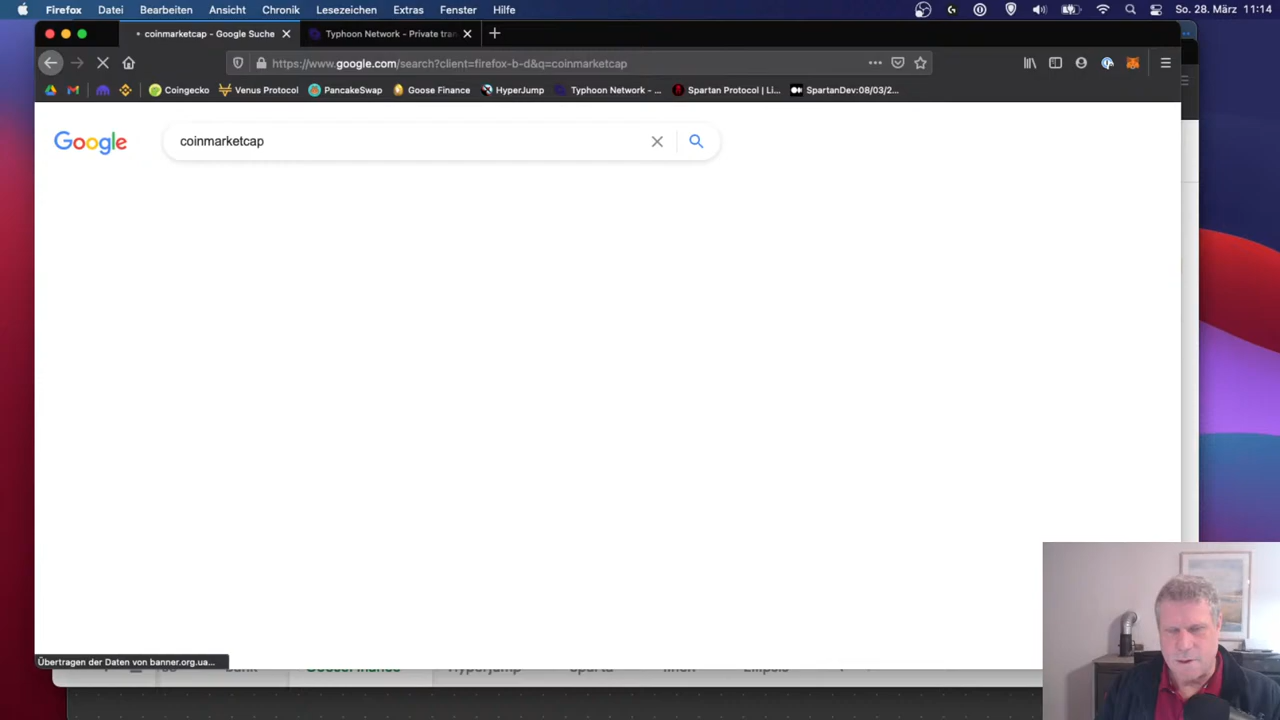 Firefox Datei Bearbeiten Ansicht Chronik Lesezeichen Extras Fenster Hilfe So. 28. März 11:14
coinmarketcap - Google Suche Typhoon Network - Private tran
https://www.google.com/search?client=firefox-b-d&q=coinmarketcap
Coingecko Venus Protocol PancakeSwap Goose Finance HyperJump Typhoon Network - ... Spartan Protocol | Li... SpartanDev:08/03/2...
Google coinmarketcap
Übertragen der Daten von banner.org.ua...